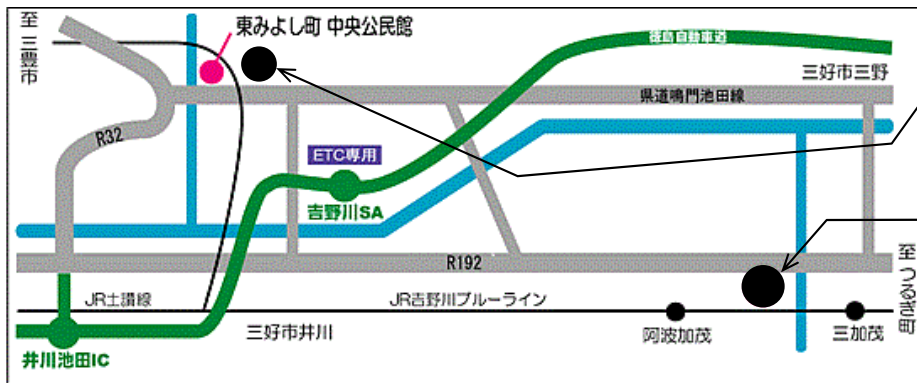 至 三豊市
東みよし町 中央公民館
徳島自動車道
三好市三野
県道鳴門池田線
R32
ETC専用
吉野川SA
R192
至 つるぎ町
JR土讃線
JR吉野川ブルーライン
三好市井川
阿波加茂
三加茂
井川池田IC